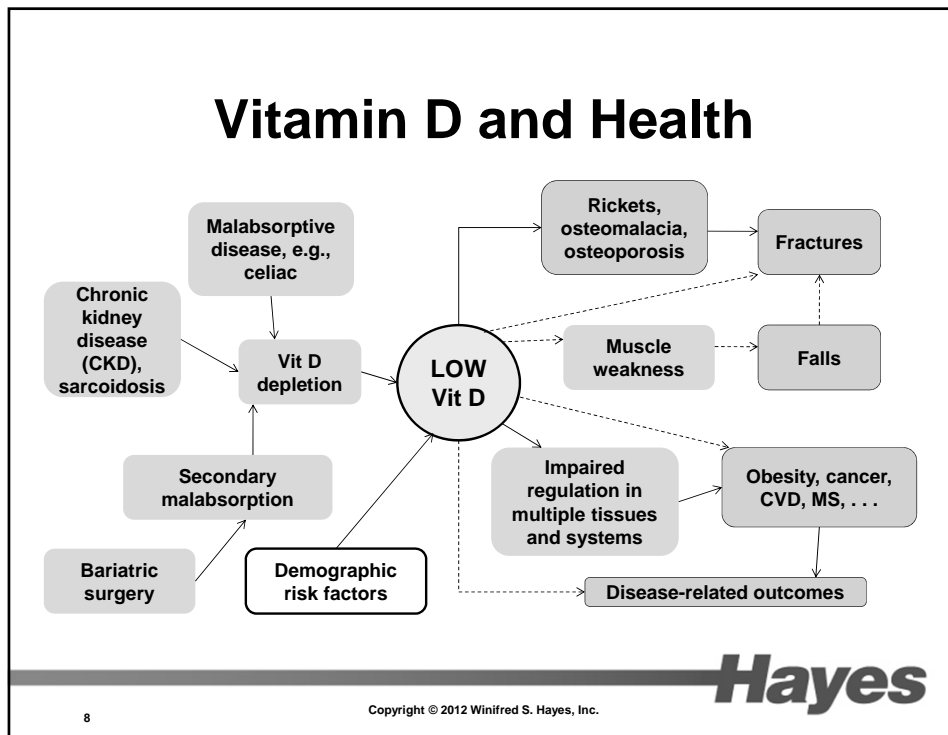 Vitamin D and Health
Malabsorptive
disease, e.g.,
celiac
Chronic
kidney
disease
(CKD),
sarcoidosis
Vit D
depletion
Secondary
malabsorption
Bariatric
surgery
Demographic
risk factors
LOW
Vit D
Rickets,
osteomalacia,
osteoporosis
Fractures
Muscle
weakness
Falls
Impaired
regulation in
multiple tissues
and systems
Obesity, cancer,
CVD, MS, . . .
Disease-related outcomes
Hayes
8
Copyright © 2012 Winifred S. Hayes, Inc.